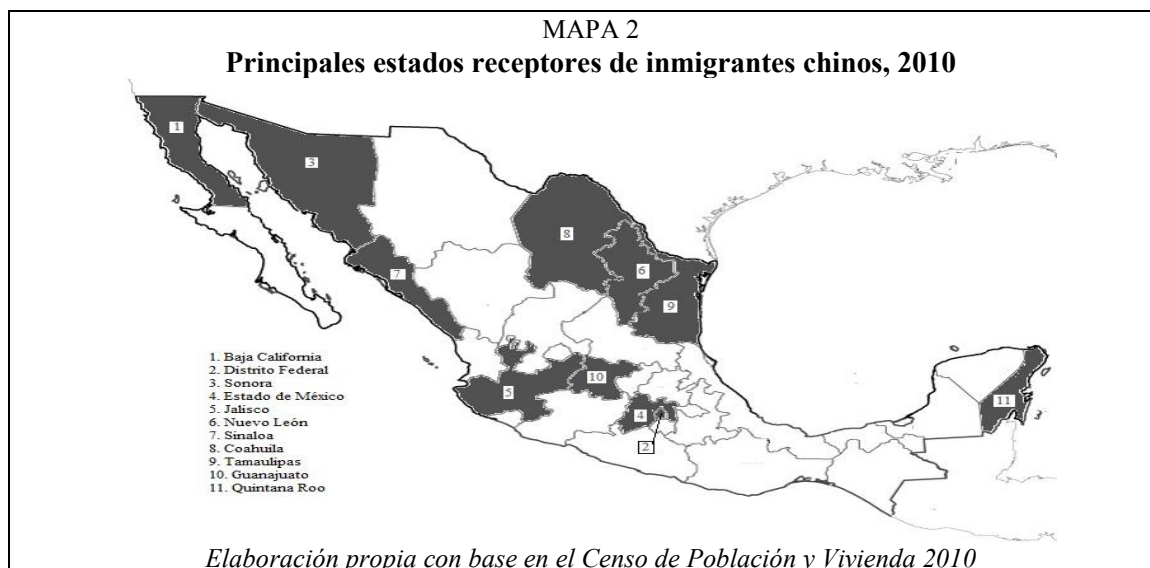 MAPA 2
Principales estados receptores de inmigrantes chinos, 2010
1
3
8
6
7
9
1. Baja California
2. Distrito Federal
3. Sonora
4. Estado de México
5. Jalisco
6. Nuevo León
7. Sinaloa
8. Coahuila
9. Tamaulipas
10. Guanajuato
11. Quintana Roo
10
5
4
11
2
Elaboración propia con base en el Censo de Población y Vivienda 2010